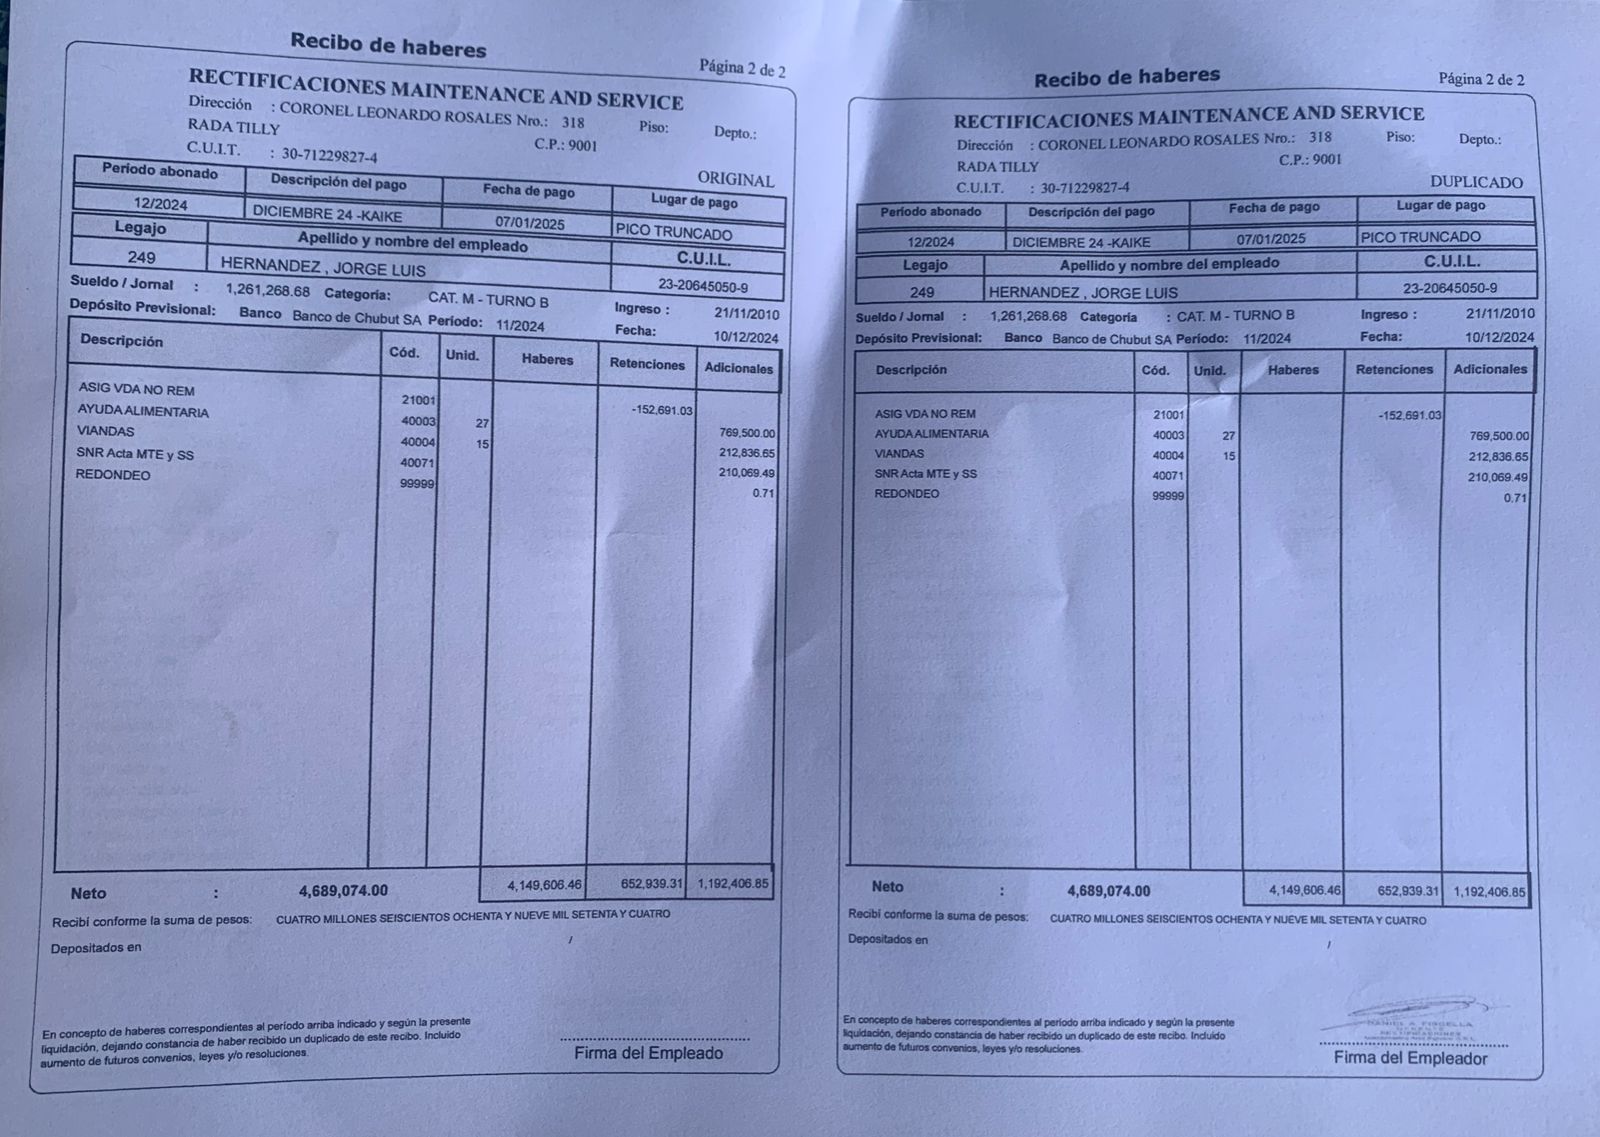 Recibo de haberes
Página 2 de 2
RECTIFICACIONES MAINTENANCE AND SERVICE
Dirección : CORONEL LEONARDO ROSALES Nro.: 318 Piso: Depto.:
RADA TILLY C.P.: 9001
C.U.I.T. : 30-71229827-4
ORIGINAL
Período abonado Descripción del pago Fecha de pago Lugar de pago
12/2024 DICIEMBRE 24 -KAIKE 07/01/2025 PICO TRUNCADO
Legajo Apellido y nombre del empleado C.U.I.L.
249 HERNANDEZ , JORGE LUIS 23-20645050-9
Sueldo / Jornal : 1,261,268.68 Categoría: CAT. M - TURNO B Ingreso : 21/11/2010
Depósito Previsional: Banco Banco de Chubut SA Período: 11/2024 Fecha: 10/12/2024
Descripción Cód. Unid. Haberes Retenciones Adicionales
ASIG VDA NO REM 21001 -152,691.03
AYUDA ALIMENTARIA 40003 27 769,500.00
VIANDAS 40004 15 212,836.65
SNR Acta MTE y SS 40071 210,069.49
REDONDEO 99999 0.71
Neto : 4,689,074.00 4,149,606.46 652,939.31 1,192,406.85
Recibí conforme la suma de pesos: CUATRO MILLONES SEISCIENTOS OCHENTA Y NUEVE MIL SETENTA Y CUATRO
Depositados en /
En concepto de haberes correspondientes al período arriba indicado y según la presente
liquidación, dejando constancia de haber recibido un duplicado de este recibo. Incluido
aumento de futuros convenios, leyes y/o resoluciones.
Firma del Empleado
Recibo de haberes
Página 2 de 2
RECTIFICACIONES MAINTENANCE AND SERVICE
Dirección : CORONEL LEONARDO ROSALES Nro.: 318 Piso: Depto.:
RADA TILLY C.P.: 9001
C.U.I.T. : 30-71229827-4
DUPLICADO
Período abonado Descripción del pago Fecha de pago Lugar de pago
12/2024 DICIEMBRE 24 -KAIKE 07/01/2025 PICO TRUNCADO
Legajo Apellido y nombre del empleado C.U.I.L.
249 HERNANDEZ , JORGE LUIS 23-20645050-9
Sueldo / Jornal : 1,261,268.68 Categoría : CAT. M - TURNO B Ingreso : 21/11/2010
Depósito Previsional: Banco Banco de Chubut SA Período: 11/2024 Fecha: 10/12/2024
Descripción Cód. Unid. Haberes Retenciones Adicionales
ASIG VDA NO REM 21001 -152,691.03
AYUDA ALIMENTARIA 40003 27 769,500.00
VIANDAS 40004 15 212,836.65
SNR Acta MTE y SS 40071 210,069.49
REDONDEO 99999 0.71
Neto : 4,689,074.00 4,149,606.46 652,939.31 1,192,406.85
Recibí conforme la suma de pesos: CUATRO MILLONES SEISCIENTOS OCHENTA Y NUEVE MIL SETENTA Y CUATRO
Depositados en /
En concepto de haberes correspondientes al período arriba indicado y según la presente
liquidación, dejando constancia de haber recibido un duplicado de este recibo. Incluido
aumento de futuros convenios, leyes y/o resoluciones.
Firma del Empleador